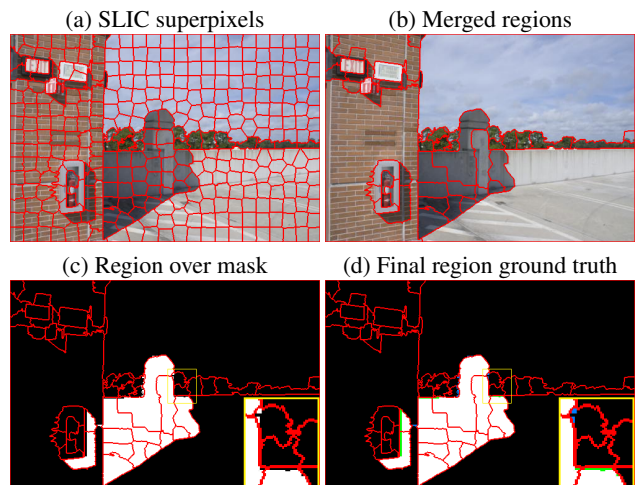 (a) SLIC superpixels
(b) Merged regions
(c) Region over mask
(d) Final region ground truth